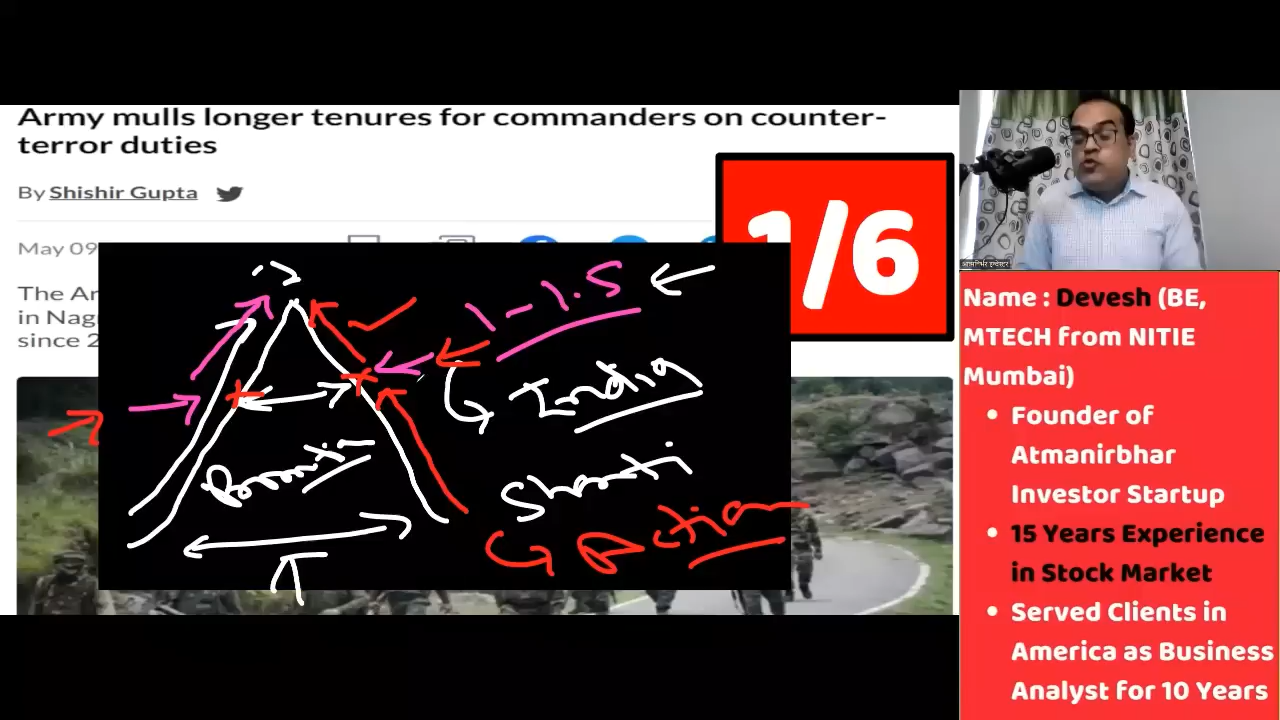 Army mulls longer tenures for commanders on counter-
terror duties
By Shishir Gupta
May 09
The Ar
in Nag
since 2
1/6
1-1.5
India
Shanti
Action
Name : Devesh (BE,
MTECH from NITIE
Mumbai)
• Founder of
Atmanirbhar
Investor Startup
• 15 Years Experience
in Stock Market
• Served Clients in
America as Business
Analyst for 10 Years